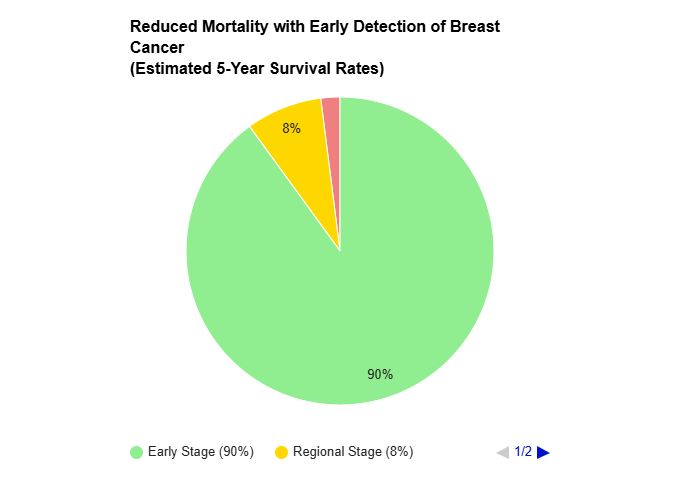 Reduced Mortality with Early Detection of Breast
Cancer
(Estimated 5-Year Survival Rates)
8%
90%
Early Stage (90%)
Regional Stage (8%)
1/2